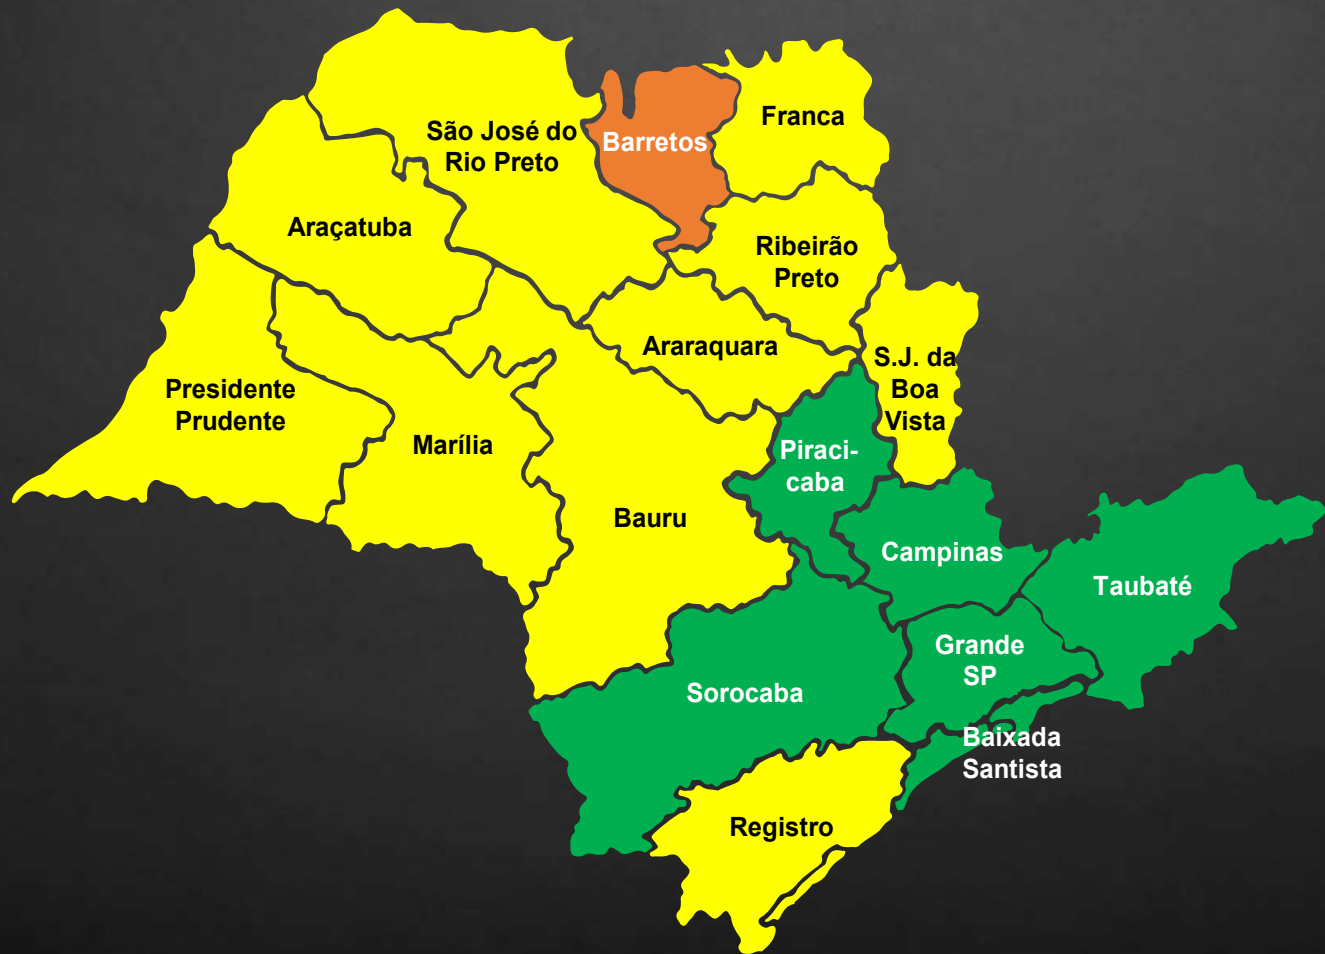 Franca
São José do
Rio Preto
Barretos
Araçatuba
Ribeirão
Preto
Araraquara
S.J. da
Boa
Vista
Presidente
Prudente
Marília
Piraci-
caba
Bauru
Campinas
Taubaté
Grande
SP
Sorocaba
Baixada
Santista
Registro